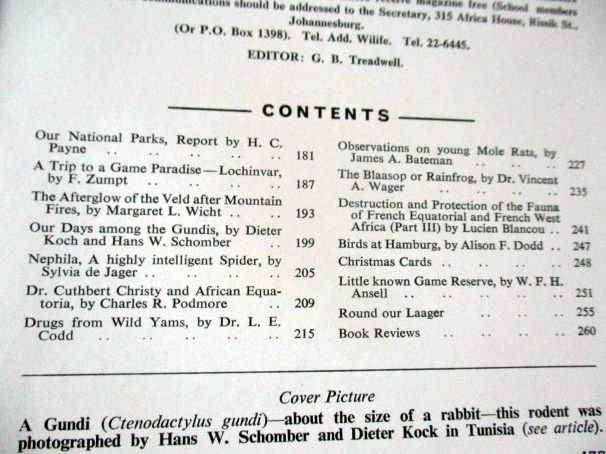 receive magazine free (School members
communications should be addressed to the Secretary, 315 Africa House, Rissik St.,
Johannesburg.
(Or P.O. Box 1398). Tel. Add. Wilife. Tel. 22-6445.
EDITOR: G. B. Treadwell.
CONTENTS
Our National Parks, Report by H. C.
Payne .. .. .. .. .. 181
A Trip to a Game Paradise—Lochinvar,
by F. Zumpt .. .. .. .. 187
The Afterglow of the Veld after Mountain
Fires, by Margaret L. Wicht .. .. 193
Our Days among the Gundis, by Dieter
Koch and Hans W. Schomber .. 199
Nephila, A highly intelligent Spider, by
Sylvia de Jager .. .. .. .. 205
Dr. Cuthbert Christy and African Equa-
toria, by Charles R. Podmore .. 209
Drugs from Wild Yams, by Dr. L. E.
Codd .. .. .. .. .. 215
Observations on young Mole Rats, by
James A. Bateman .. .. .. 227
The Blaasop or Rainfrog, by Dr. Vincent
A. Wager .. .. .. .. 235
Destruction and Protection of the Fauna
of French Equatorial and French West
Africa (Part III) by Lucien Blancou .. 241
Birds at Hamburg, by Alison F. Dodd .. 247
Christmas Cards .. .. .. .. 248
Little known Game Reserve, by W. F. H.
Ansell .. .. .. .. .. 251
Round our Laager .. .. .. 255
Book Reviews .. .. .. .. 260
Cover Picture
A Gundi (Ctenodactylus gundi)—about the size of a rabbit—this rodent was
photographed by Hans W. Schomber and Dieter Kock in Tunisia (see article).